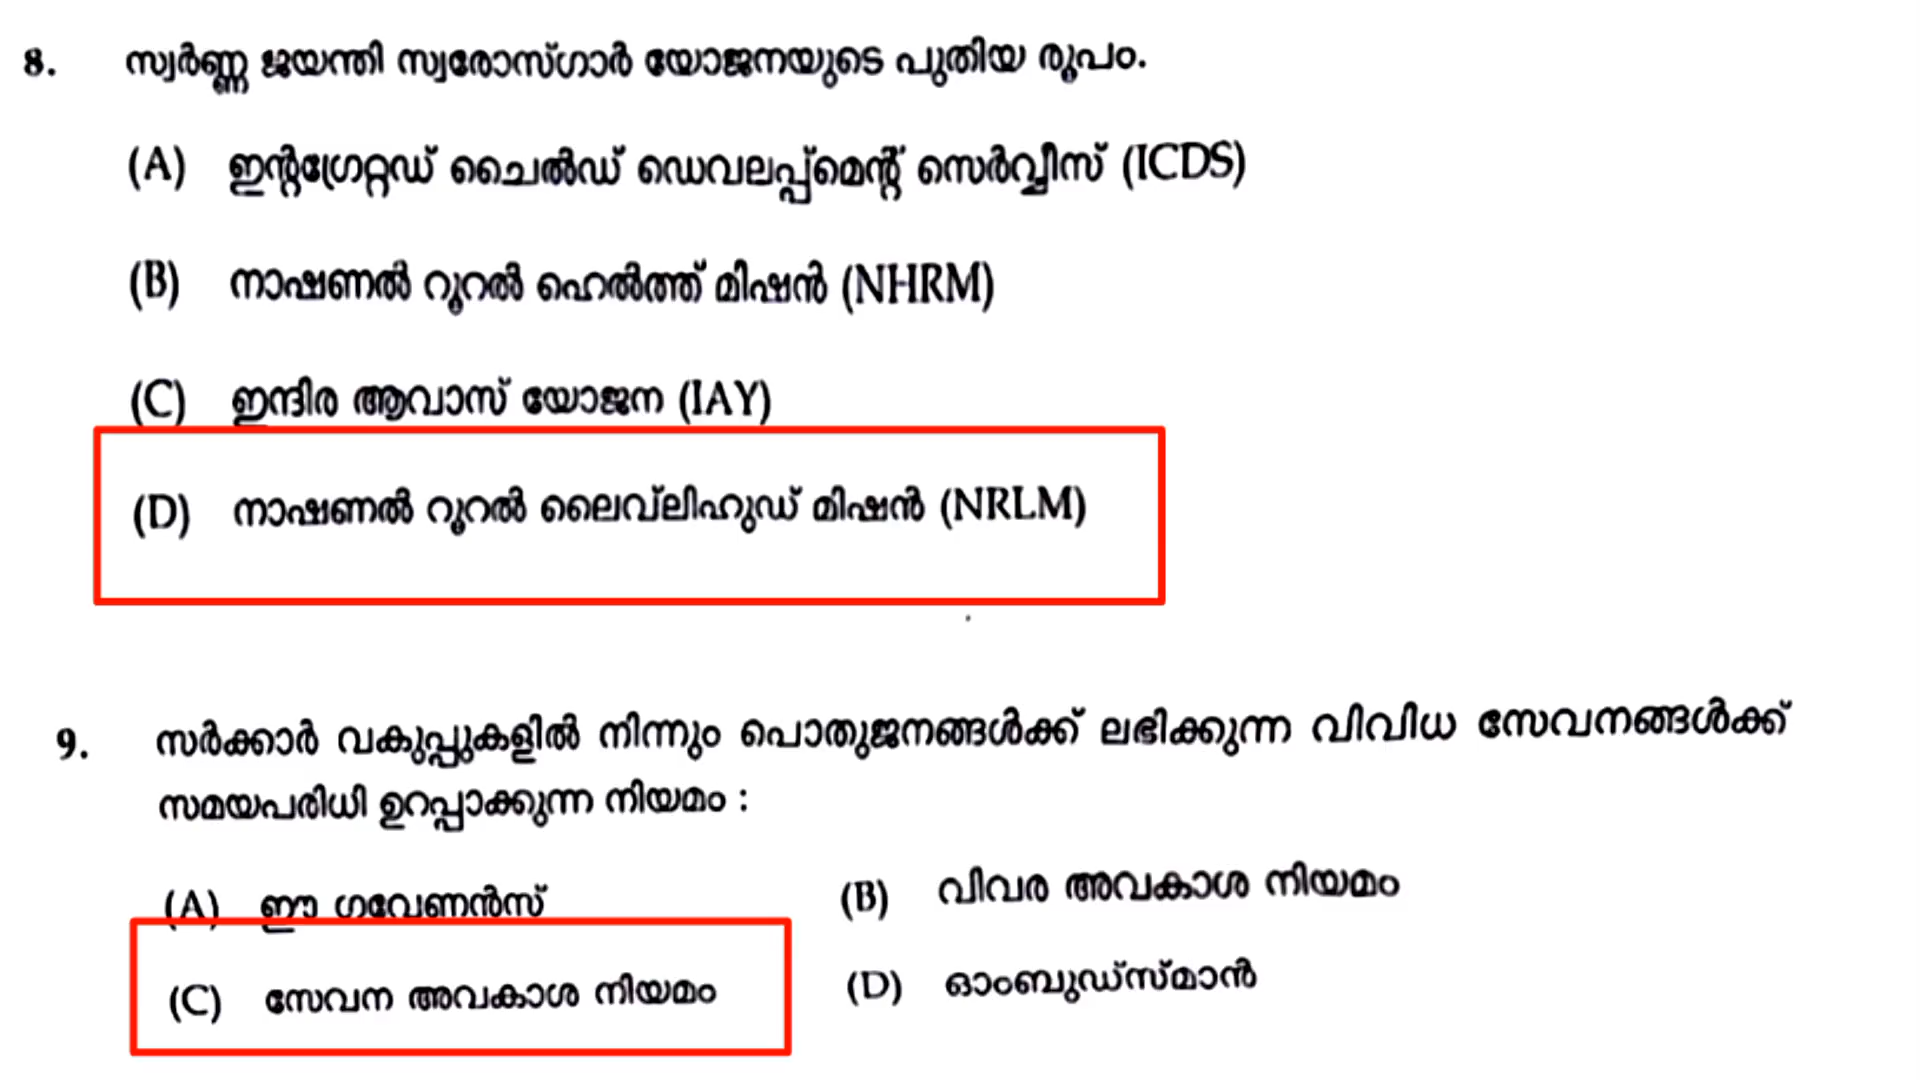 8. സ്വർണ്ണ ജയന്തി സ്വരോസ്ഗാർ യോജനയുടെ പുതിയ രൂപം.
(A) ഇന്റഗ്രേറ്റഡ് ചൈൽഡ് ഡെവലപ്പ്മെന്റ് സെർവ്വീസ് (ICDS)
(B) നാഷണൽ റൂറൽ ഹെൽത്ത് മിഷൻ (NHRM)
(C) ഇന്ദിര ആവാസ് യോജന (IAY)
(D) നാഷണൽ റൂറൽ ലൈവ്‌ലിഹുഡ് മിഷൻ (NRLM)
9. സർക്കാർ വകുപ്പുകളിൽ നിന്നും പൊതുജനങ്ങൾക്ക് ലഭിക്കുന്ന വിവിധ സേവനങ്ങൾക്ക്
സമയപരിധി ഉറപ്പാക്കുന്ന നിയമം :
(A) ഈ ഗവേണൻസ് (B) വിവര അവകാശ നിയമം
(C) സേവന അവകാശ നിയമം (D) ഓംബുഡ്സ്മാൻ